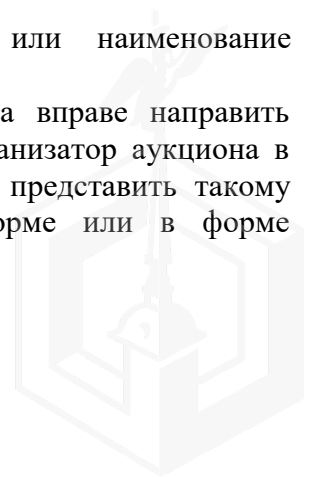 или наименование
а вправе направить
анизатор аукциона в
представить такому
орме или в форме